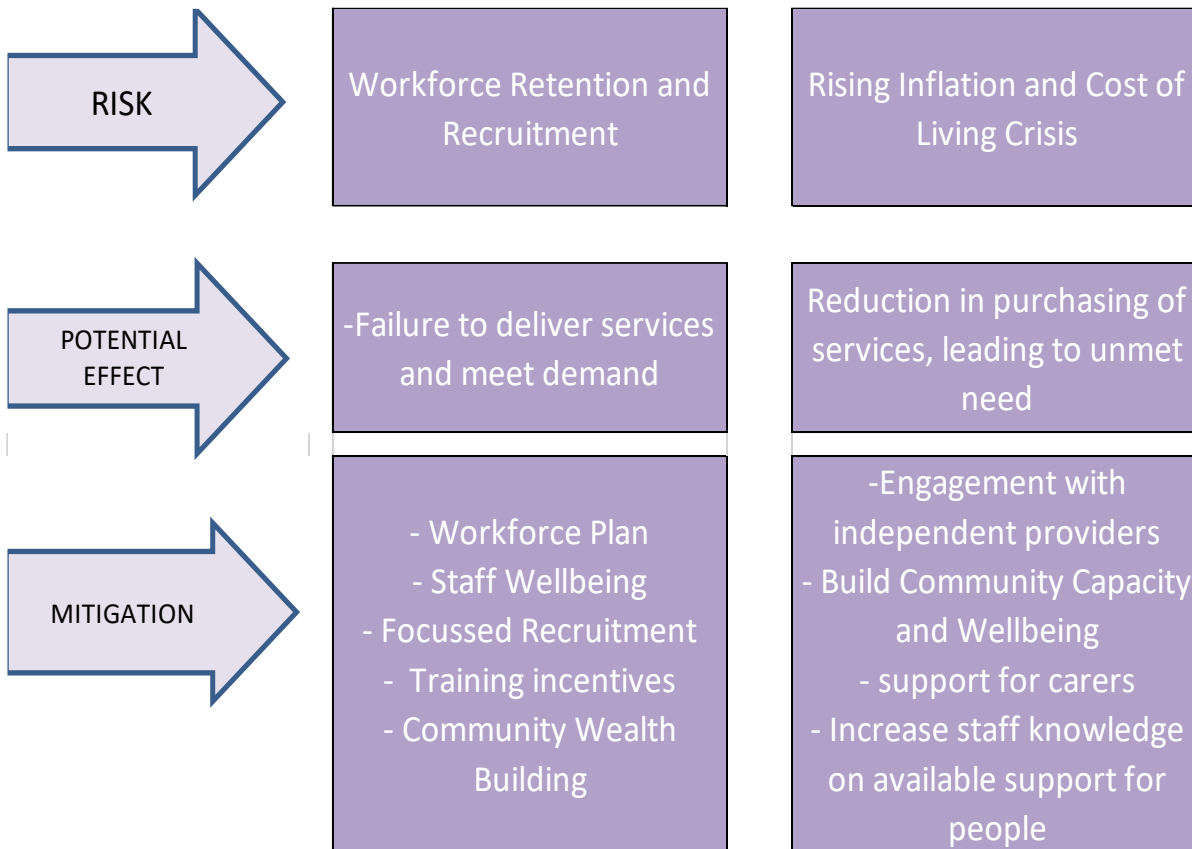 RISK
Workforce Retention and
Recruitment
Rising Inflation and Cost of
Living Crisis
POTENTIAL
EFFECT
-Failure to deliver services
and meet demand
Reduction in purchasing of
services, leading to unmet
need
MITIGATION
- Workforce Plan
- Staff Wellbeing
- Focussed Recruitment
- Training incentives
- Community Wealth
Building
-Engagement with
independent providers
- Build Community Capacity
and Wellbeing
- support for carers
- Increase staff knowledge
on available support for
people